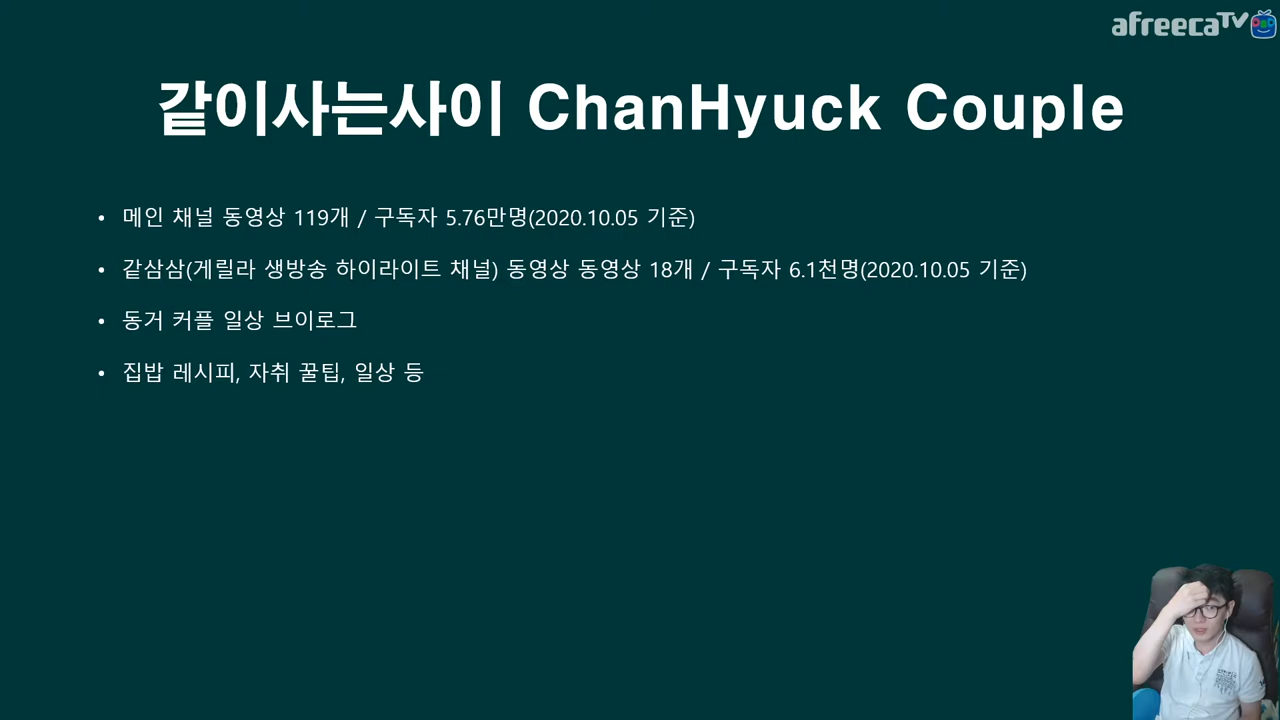 afreecaTV
같이사는사이 ChanHyuck Couple
• 메인 채널 동영상 119개 / 구독자 5.76만명(2020.10.05 기준)
• 같삼삼(게릴라 생방송 하이라이트 채널) 동영상 동영상 18개 / 구독자 6.1천명(2020.10.05 기준)
• 동거 커플 일상 브이로그
• 집밥 레시피, 자취 꿀팁, 일상 등